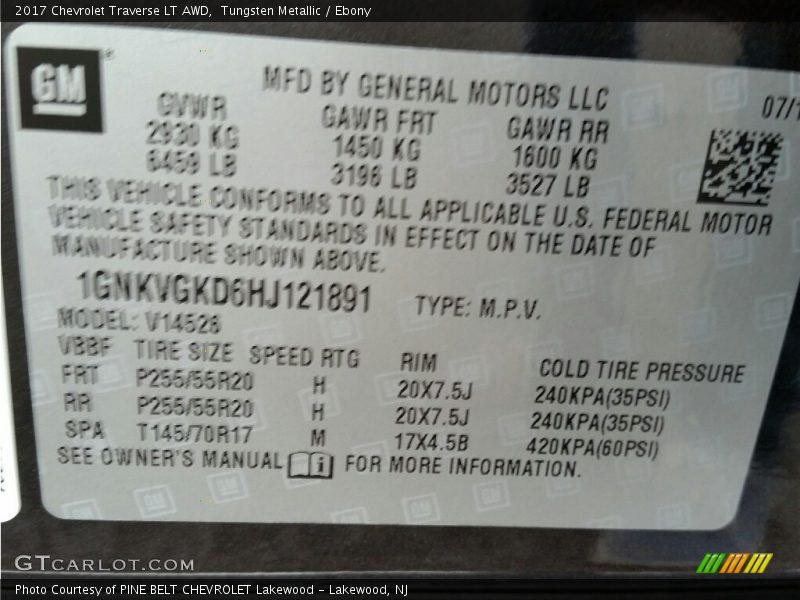 2017 Chevrolet Traverse LT AWD, Tungsten Metallic / Ebony
GM®
MFD BY GENERAL MOTORS LLC
07/1
GVWR GAWR FRT GAWR RR
2930 KG 1450 KG 1600 KG
6459 LB 3196 LB 3527 LB
THIS VEHICLE CONFORMS TO ALL APPLICABLE U.S. FEDERAL MOTOR
VEHICLE SAFETY STANDARDS IN EFFECT ON THE DATE OF
MANUFACTURE SHOWN ABOVE.
1GNKVGKD6HJ121891 TYPE: M.P.V.
MODEL: V14526
VBBF TIRE SIZE SPEED RTG RIM COLD TIRE PRESSURE
FRT P255/55R20 H 20X7.5J 240KPA(35PSI)
RR P255/55R20 H 20X7.5J 240KPA(35PSI)
SPA T145/70R17 M 17X4.5B 420KPA(60PSI)
SEE OWNER'S MANUAL i FOR MORE INFORMATION.
GTCARLOT.COM
Photo Courtesy of PINE BELT CHEVROLET Lakewood - Lakewood, NJ